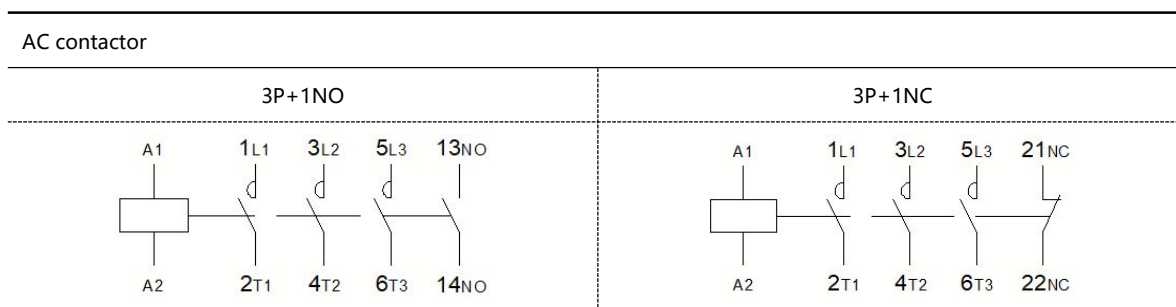 AC contactor
3P+1NO 3P+1NC
A1 1L1 3L2 5L3 13NO A1 1L1 3L2 5L3 21NC
A2 2T1 4T2 6T3 14NO A2 2T1 4T2 6T3 22NC